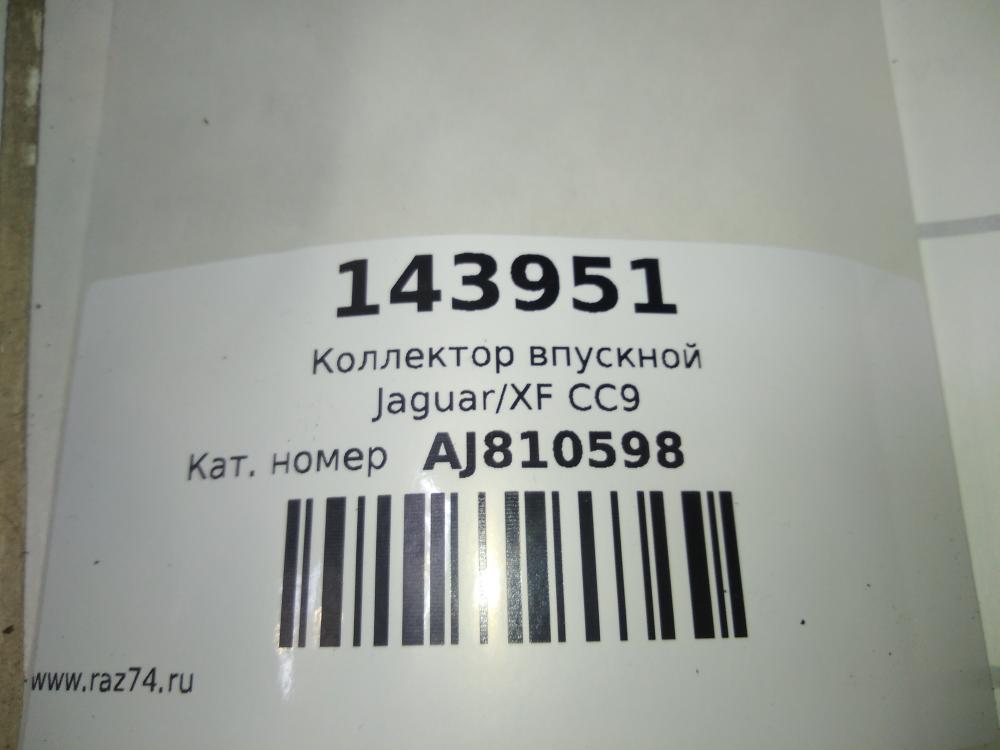 143951
Коллектор впускной
Jaguar/XF CC9
Кат. номер AJ810598
www.raz74.ru